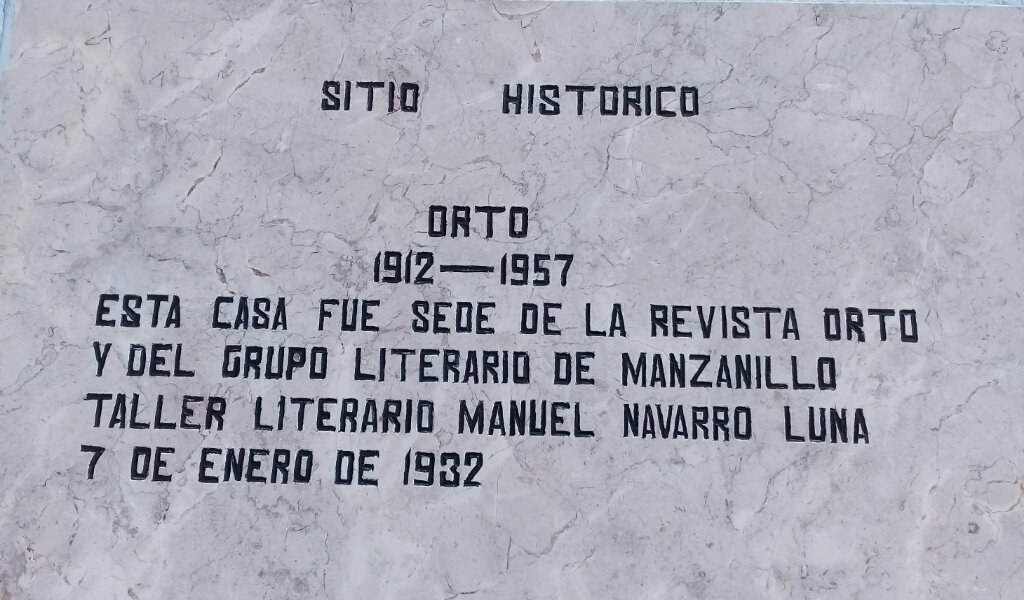 SITIO HISTORICO
ORTO
1912—1957
ESTA CASA FUE SEDE DE LA REVISTA ORTO
Y DEL GRUPO LITERARIO DE MANZANILLO
TALLER LITERARIO MANUEL NAVARRO LUNA
7 DE ENERO DE 1932